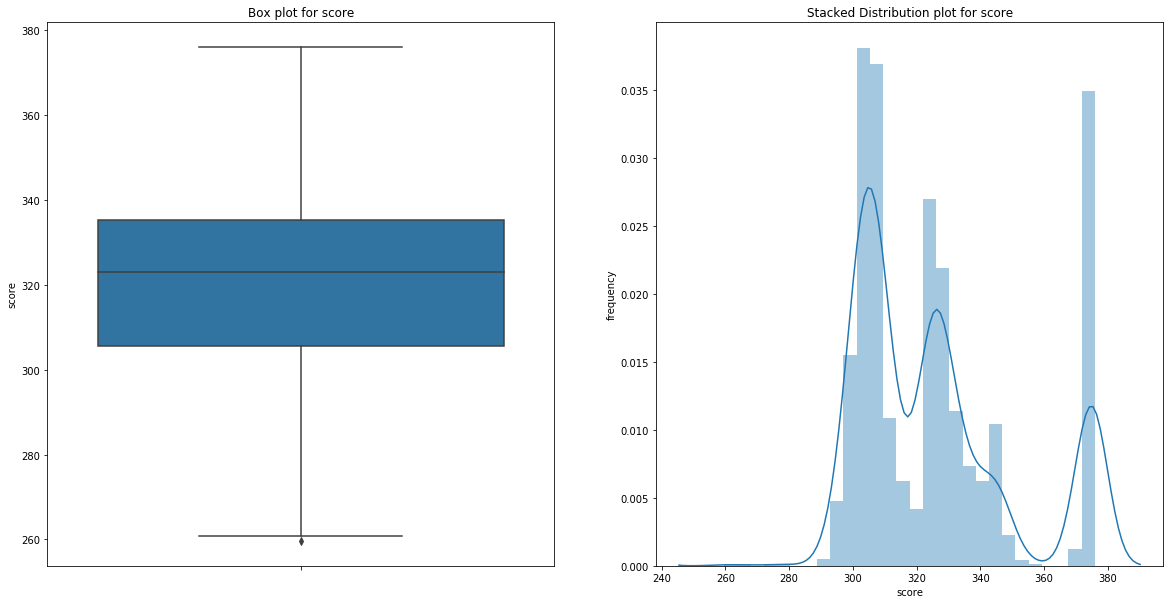 Box plot for score
380
360
340
320
300
280
260
score
Stacked Distribution plot for score
0.035
0.030
0.025
0.020
0.015
0.010
0.005
0.000
frequency
240 260 280 300 320 340 360 380
score